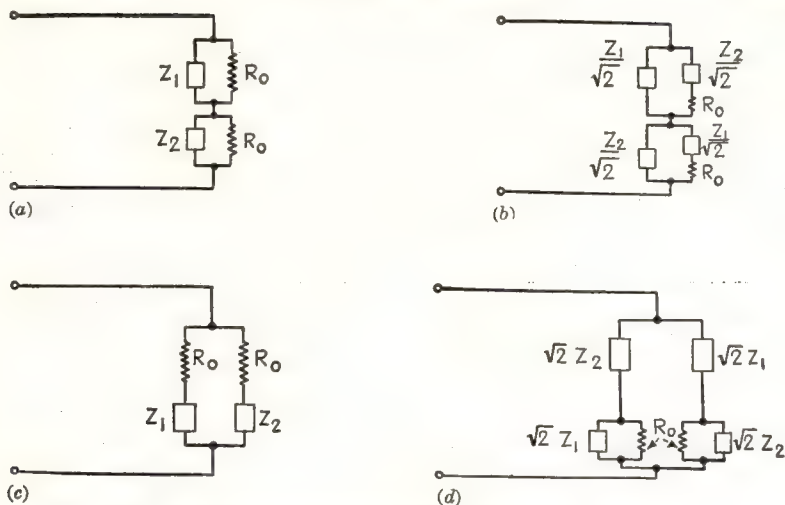 Z₁
R₀
Z₂
R₀
(a)
Z₁/√2
Z₂/√2
R₀
Z₂/√2
Z₁/√2
R₀
(b)
R₀
R₀
Z₁
Z₂
(c)
√2 Z₂
√2 Z₁
√2 Z₁
R₀
√2 Z₂
(d)